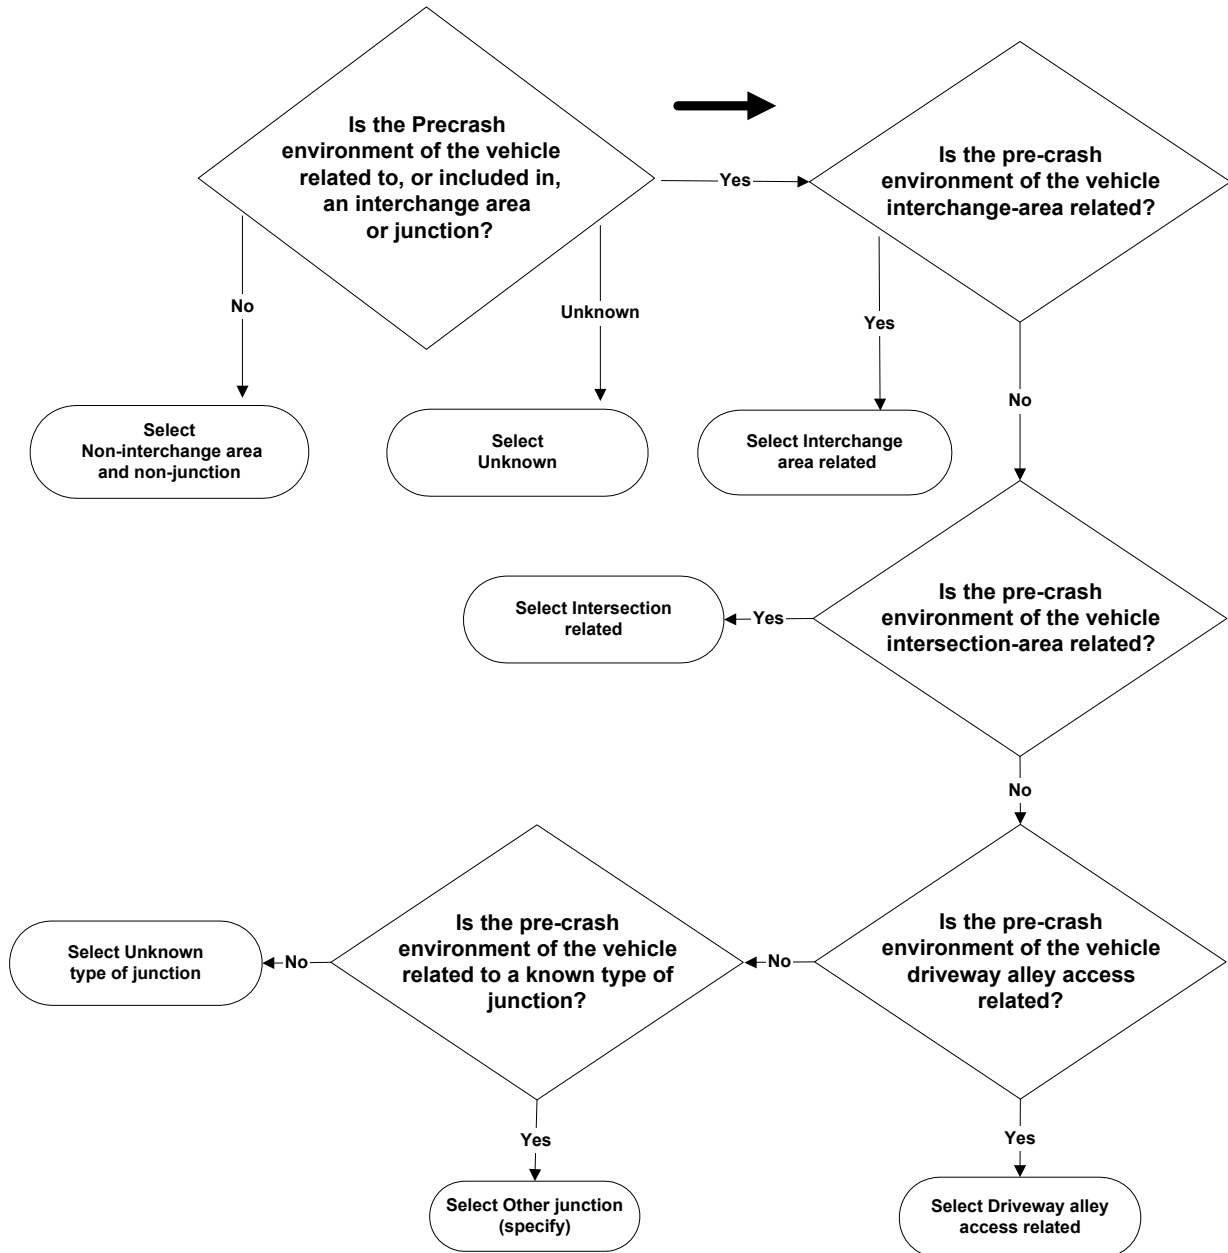 Is the Precrash
environment of the vehicle
related to, or included in,
an interchange area
or junction?
Yes
Is the pre-crash
environment of the vehicle
interchange-area related?
No
Unknown
Yes
No
Select
Non-interchange area
and non-junction
Select
Unknown
Select Interchange
area related
Is the pre-crash
environment of the vehicle
intersection-area related?
Yes
Select Intersection
related
No
Is the pre-crash
environment of the vehicle
driveway alley access
related?
No
Is the pre-crash
environment of the vehicle
related to a known type of
junction?
No
Select Unknown
type of junction
Yes
Yes
Select Other junction
(specify)
Select Driveway alley
access related